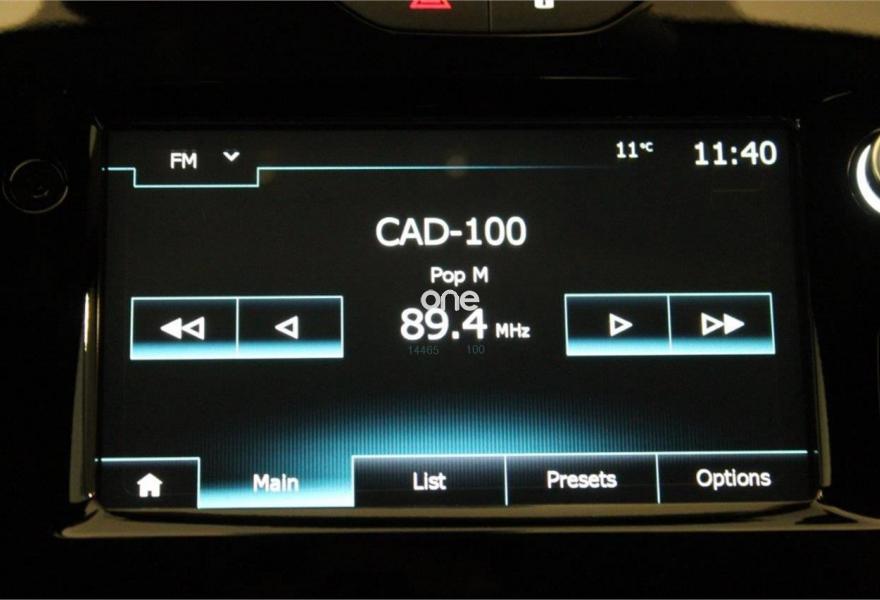 FM
11°C
11:40
CAD-100
Pop M
one
89.4 MHz
14465 100
Main
List
Presets
Options